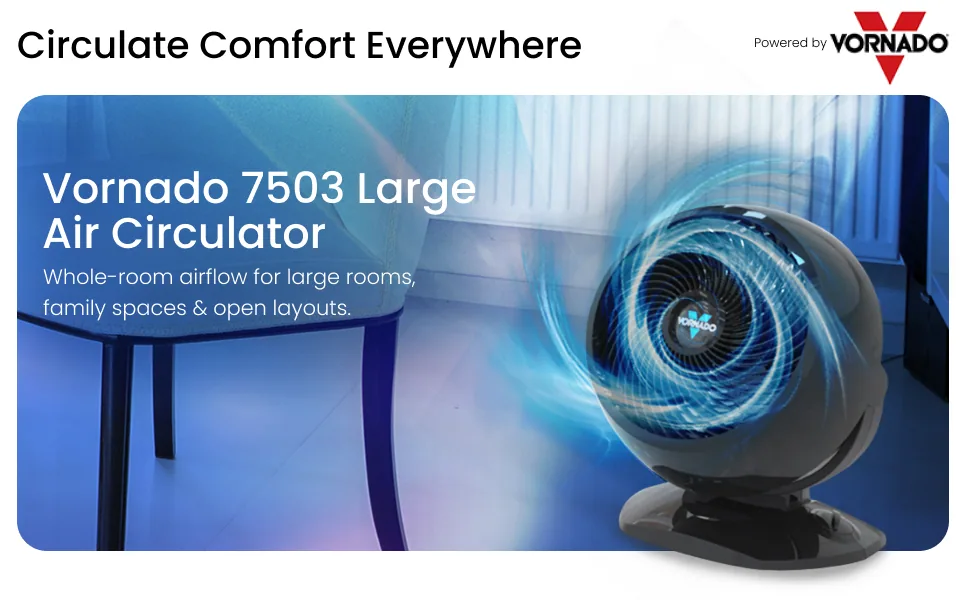 Circulate Comfort Everywhere
Powered by VORNADO
Vornado 7503 Large
Air Circulator
Whole-room airflow for large rooms,
family spaces & open layouts.
VORNADO